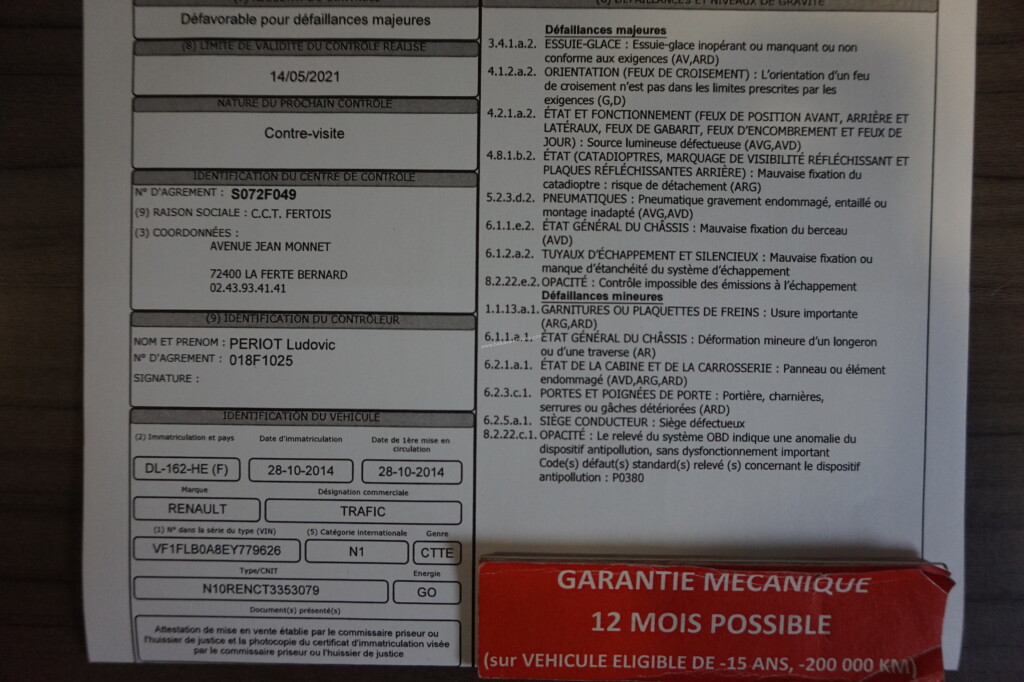 Défavorable pour défaillances majeures
(8) LIMITE DE VALIDITÉ DU CONTRÔLE RÉALISÉ
14/05/2021
NATURE DU PROCHAIN CONTRÔLE
Contre-visite
IDENTIFICATION DU CENTRE DE CONTRÔLE
N° D'AGREMENT : S072F049
(9) RAISON SOCIALE : C.C.T. FERTOIS
(3) COORDONNÉES :
AVENUE JEAN MONNET
72400 LA FERTE BERNARD
02.43.93.41.41
(9) IDENTIFICATION DU CONTRÔLEUR
NOM ET PRENOM : PERIOT Ludovic
N° D'AGREMENT : 018F1025
SIGNATURE :
IDENTIFICATION DU VÉHICULE
(2) Immatriculation et pays
Date d'immatriculation
Date de 1ère mise en
circulation
DL-162-HE (F)
28-10-2014
28-10-2014
Marque
Désignation commerciale
RENAULT
TRAFIC
(1) N° dans la série du type (VIN)
(5) Catégorie internationale
Genre
VF1FLB0A8EY779626
N1
CTTE
Type/CNIT
Energie
N10RENCT3353079
GO
Document(s) présenté(s)
Attestation de mise en vente établie par le commissaire priseur ou
l'huissier de justice et la photocopie du certificat d'immatriculation visée
par le commissaire priseur ou l'huissier de justice
DÉFAILLANCES ET NIVEAUX DE GRAVITÉ
Défaillances majeures
3.4.1.a.2. ESSUIE-GLACE : Essuie-glace inopérant ou manquant ou non
conforme aux exigences (AV,ARD)
4.1.2.a.2. ORIENTATION (FEUX DE CROISEMENT) : L'orientation d'un feu
de croisement n'est pas dans les limites prescrites par les
exigences (G,D)
4.2.1.a.2. ÉTAT ET FONCTIONNEMENT (FEUX DE POSITION AVANT, ARRIÈRE ET
LATÉRAUX, FEUX DE GABARIT, FEUX D'ENCOMBREMENT ET FEUX DE
JOUR) : Source lumineuse défectueuse (AVG,AVD)
4.8.1.b.2. ÉTAT (CATADIOPTRES, MARQUAGE DE VISIBILITÉ RÉFLÉCHISSANT ET
PLAQUES RÉFLÉCHISSANTES ARRIÈRE) : Mauvaise fixation du
catadioptre : risque de détachement (ARG)
5.2.3.d.2. PNEUMATIQUES : Pneumatique gravement endommagé, entaillé ou
montage inadapté (AVG,AVD)
6.1.1.e.2. ÉTAT GÉNÉRAL DU CHÂSSIS : Mauvaise fixation du berceau
(AVD)
6.1.2.a.2. TUYAUX D'ÉCHAPPEMENT ET SILENCIEUX : Mauvaise fixation ou
manque d'étanchéité du système d'échappement
8.2.22.e.2. OPACITÉ : Contrôle impossible des émissions à l'échappement
Défaillances mineures
1.1.13.a.1. GARNITURES OU PLAQUETTES DE FREINS : Usure importante
(ARG,ARD)
6.1.1.a.1. ÉTAT GÉNÉRAL DU CHÂSSIS : Déformation mineure d'un longeron
ou d'une traverse (AR)
6.2.1.a.1. ÉTAT DE LA CABINE ET DE LA CARROSSERIE : Panneau ou élément
endommagé (AVD,ARG,ARD)
6.2.3.c.1. PORTES ET POIGNÉES DE PORTE : Portière, charnières,
serrures ou gâches détériorées (ARD)
6.2.5.a.1. SIÈGE CONDUCTEUR : Siège défectueux
8.2.22.c.1. OPACITÉ : Le relevé du système OBD indique une anomalie du
dispositif antipollution, sans dysfonctionnement important
Code(s) défaut(s) standard(s) relevé (s) concernant le dispositif
antipollution : P0380
GARANTIE MECANIQUE
12 MOIS POSSIBLE
(sur VEHICULE ELIGIBLE DE -15 ANS, -200 000 KM)